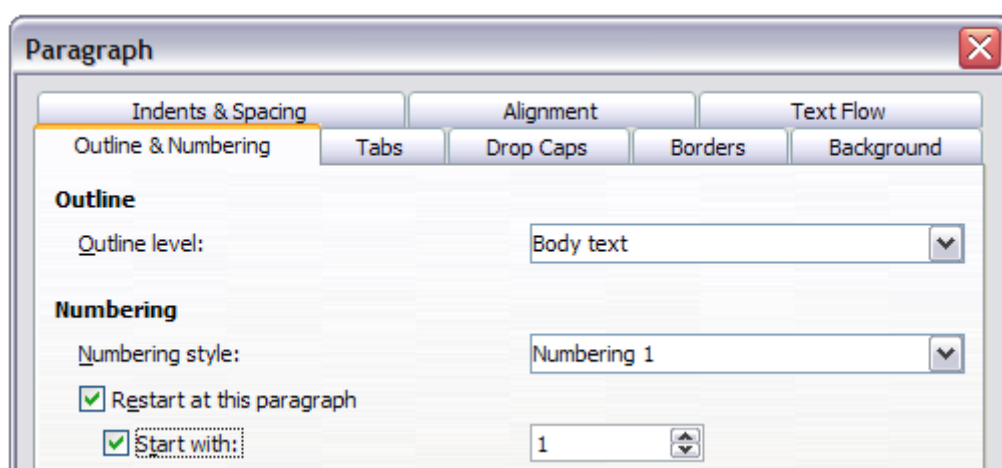 Paragraph
Indents & Spacing Alignment Text Flow
Outline & Numbering Tabs Drop Caps Borders Background
Outline
Outline level: Body text
Numbering
Numbering style: Numbering 1
Restart at this paragraph
Start with: 1